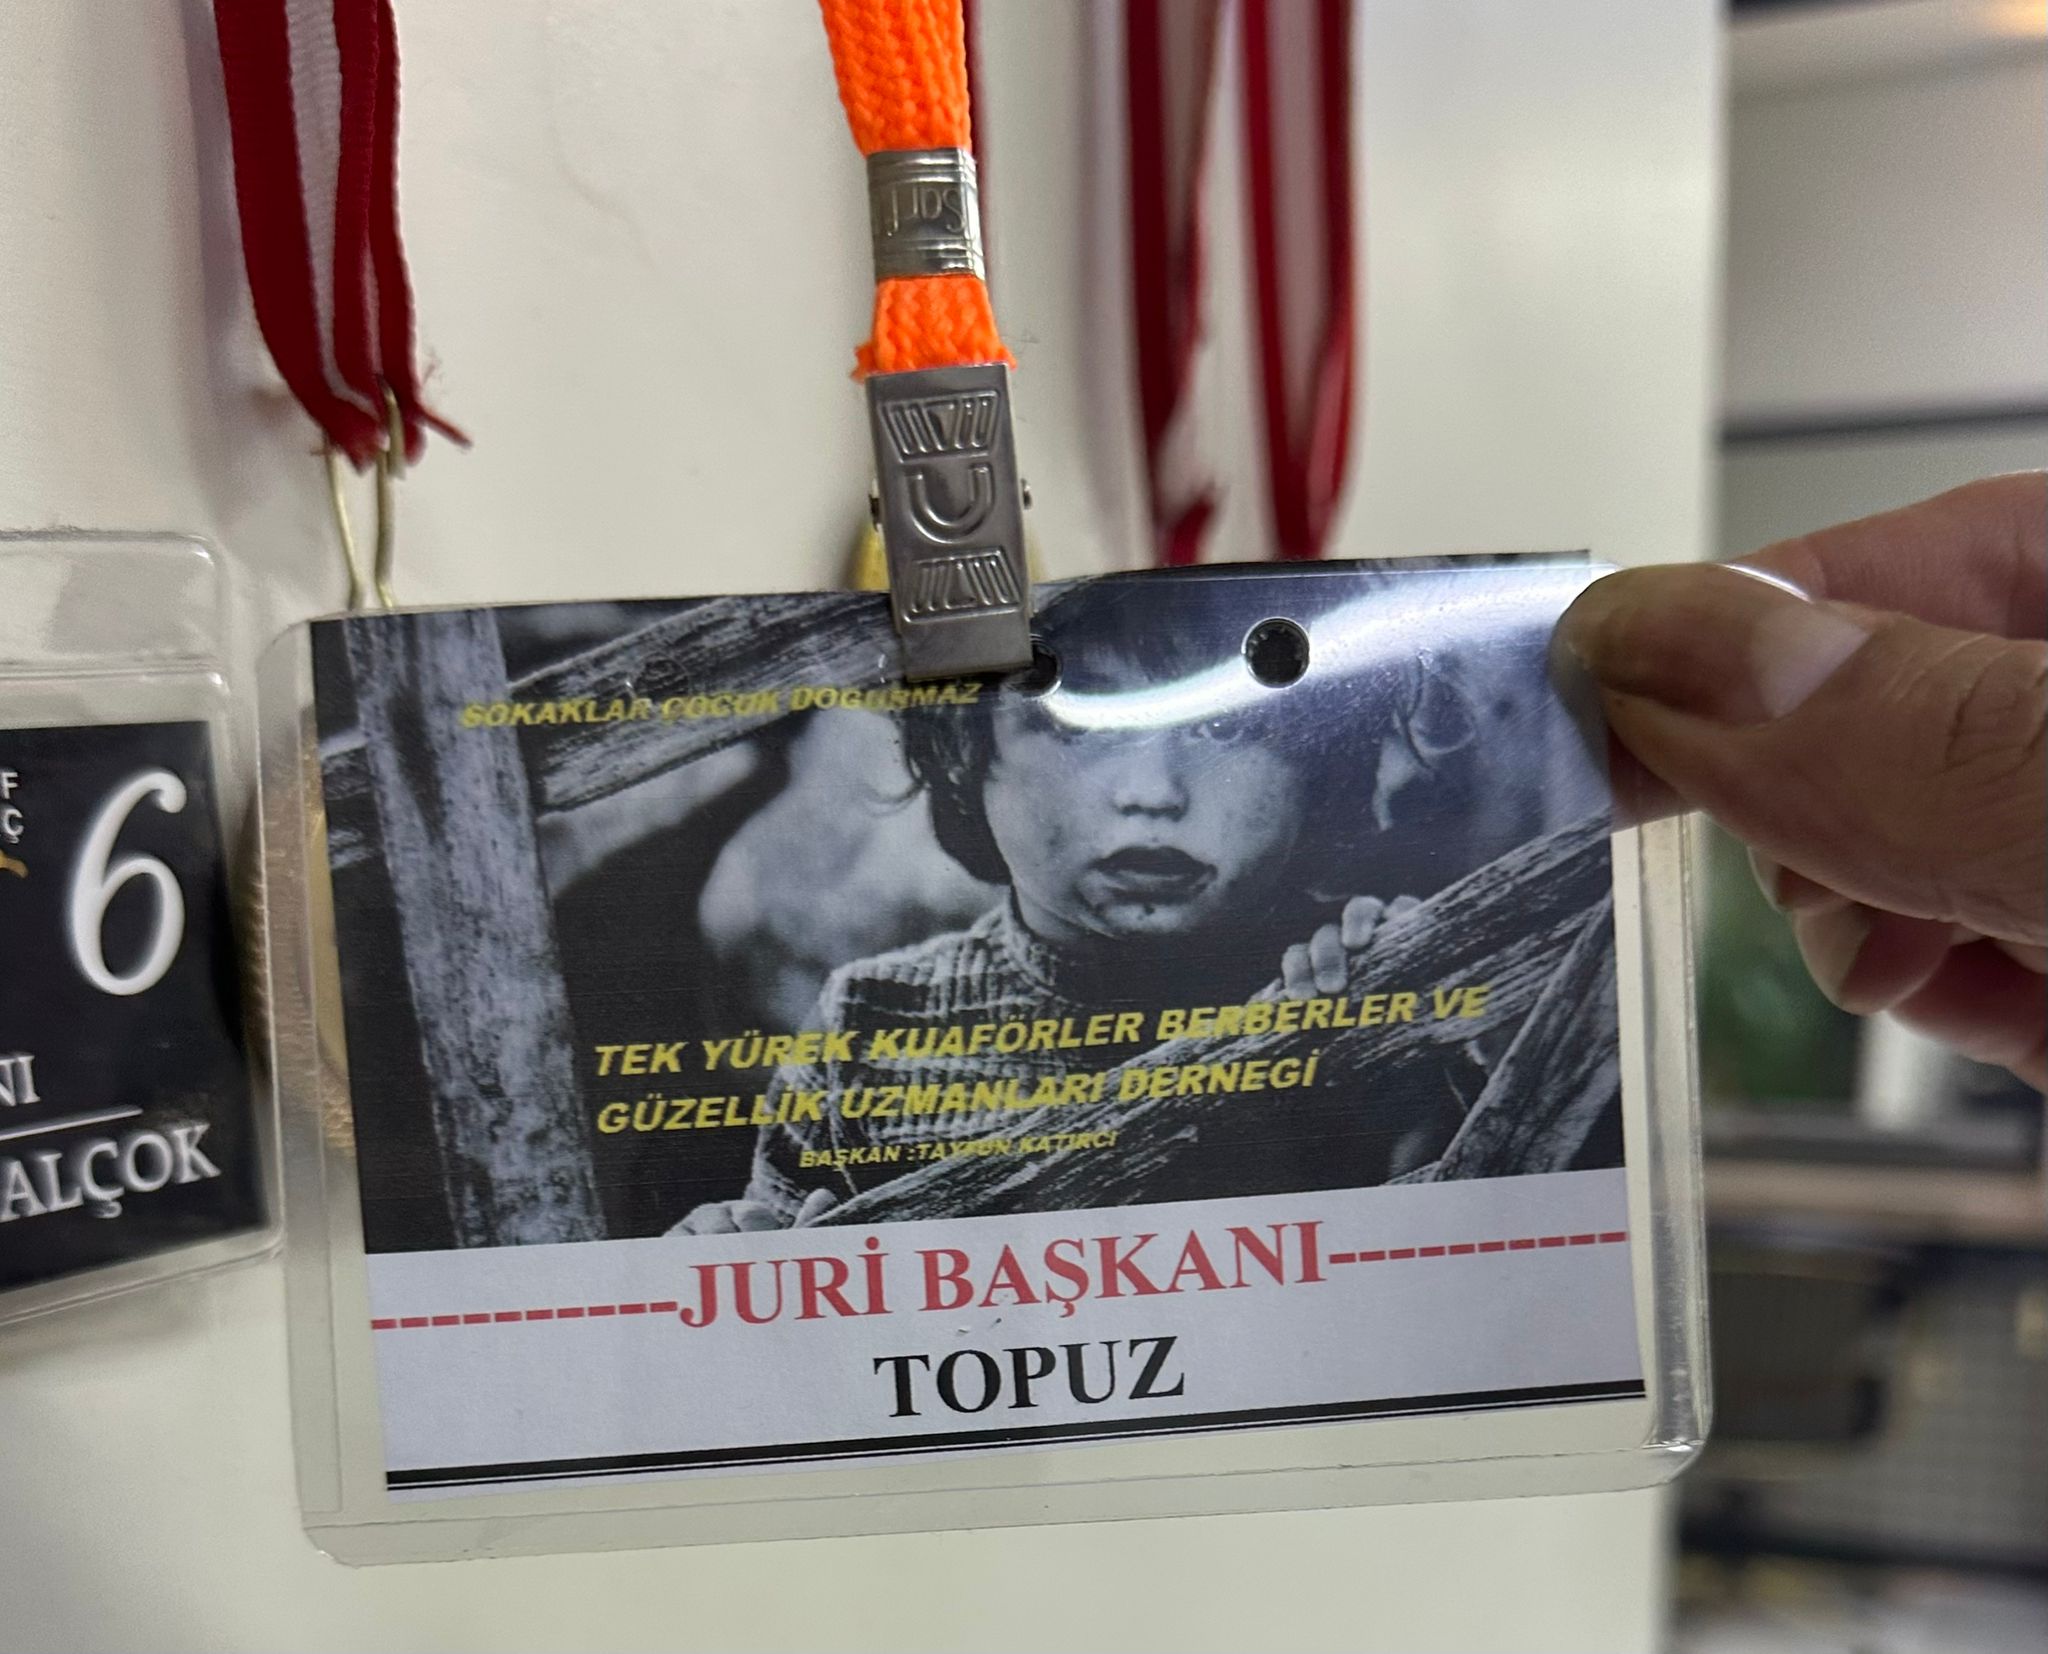 SOKAKLAR ÇOCUK DOGURMAZ
TEK YÜREK KUAFÖRLER BERBERLER VE
GÜZELLİK UZMANLARI DERNEGİ
BAŞKAN :TAYFUN KATIRCI
----------JURİ BAŞKANI----------
TOPUZ
F
Ç
6
NI
ALÇOK